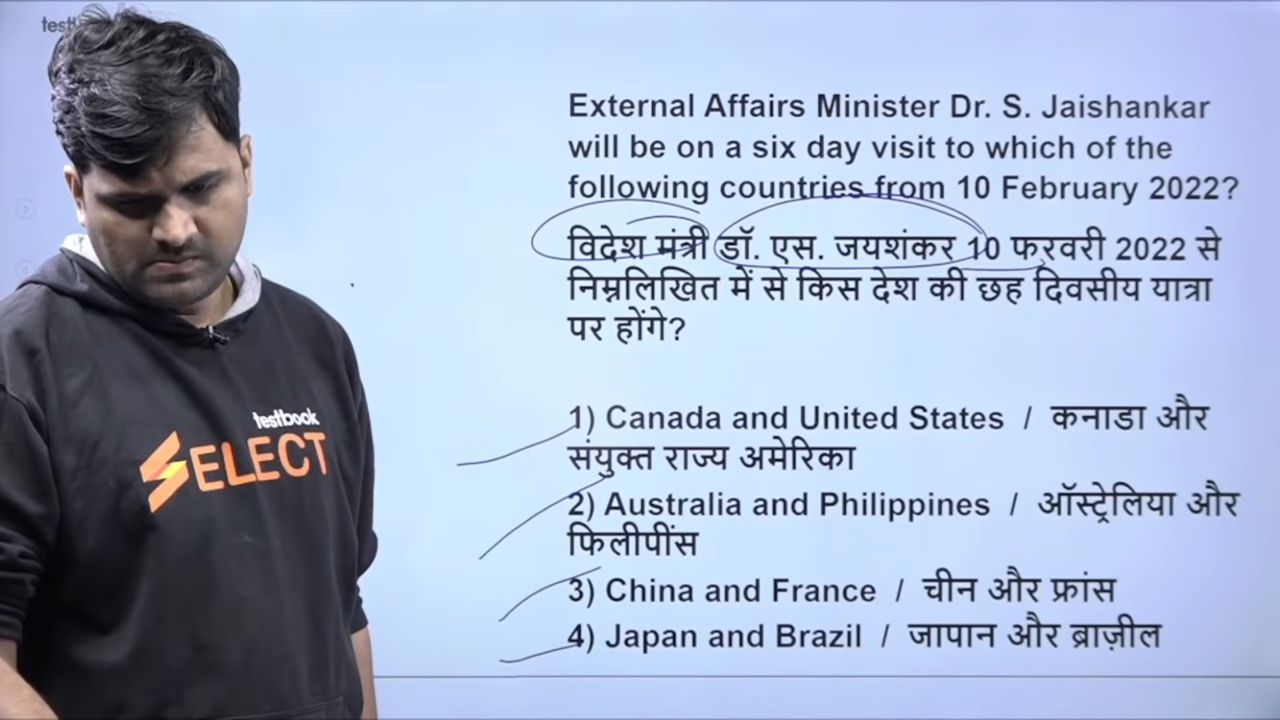 External Affairs Minister Dr. S. Jaishankar
will be on a six day visit to which of the
following countries from 10 February 2022?
विदेश मंत्री डॉ. एस. जयशंकर 10 फरवरी 2022 से
निम्नलिखित में से किस देश की छह दिवसीय यात्रा
पर होंगे?
1) Canada and United States / कनाडा और
संयुक्त राज्य अमेरिका
2) Australia and Philippines / ऑस्ट्रेलिया और
फिलीपींस
3) China and France / चीन और फ्रांस
4) Japan and Brazil / जापान और ब्राज़ील
testbook
SELECT